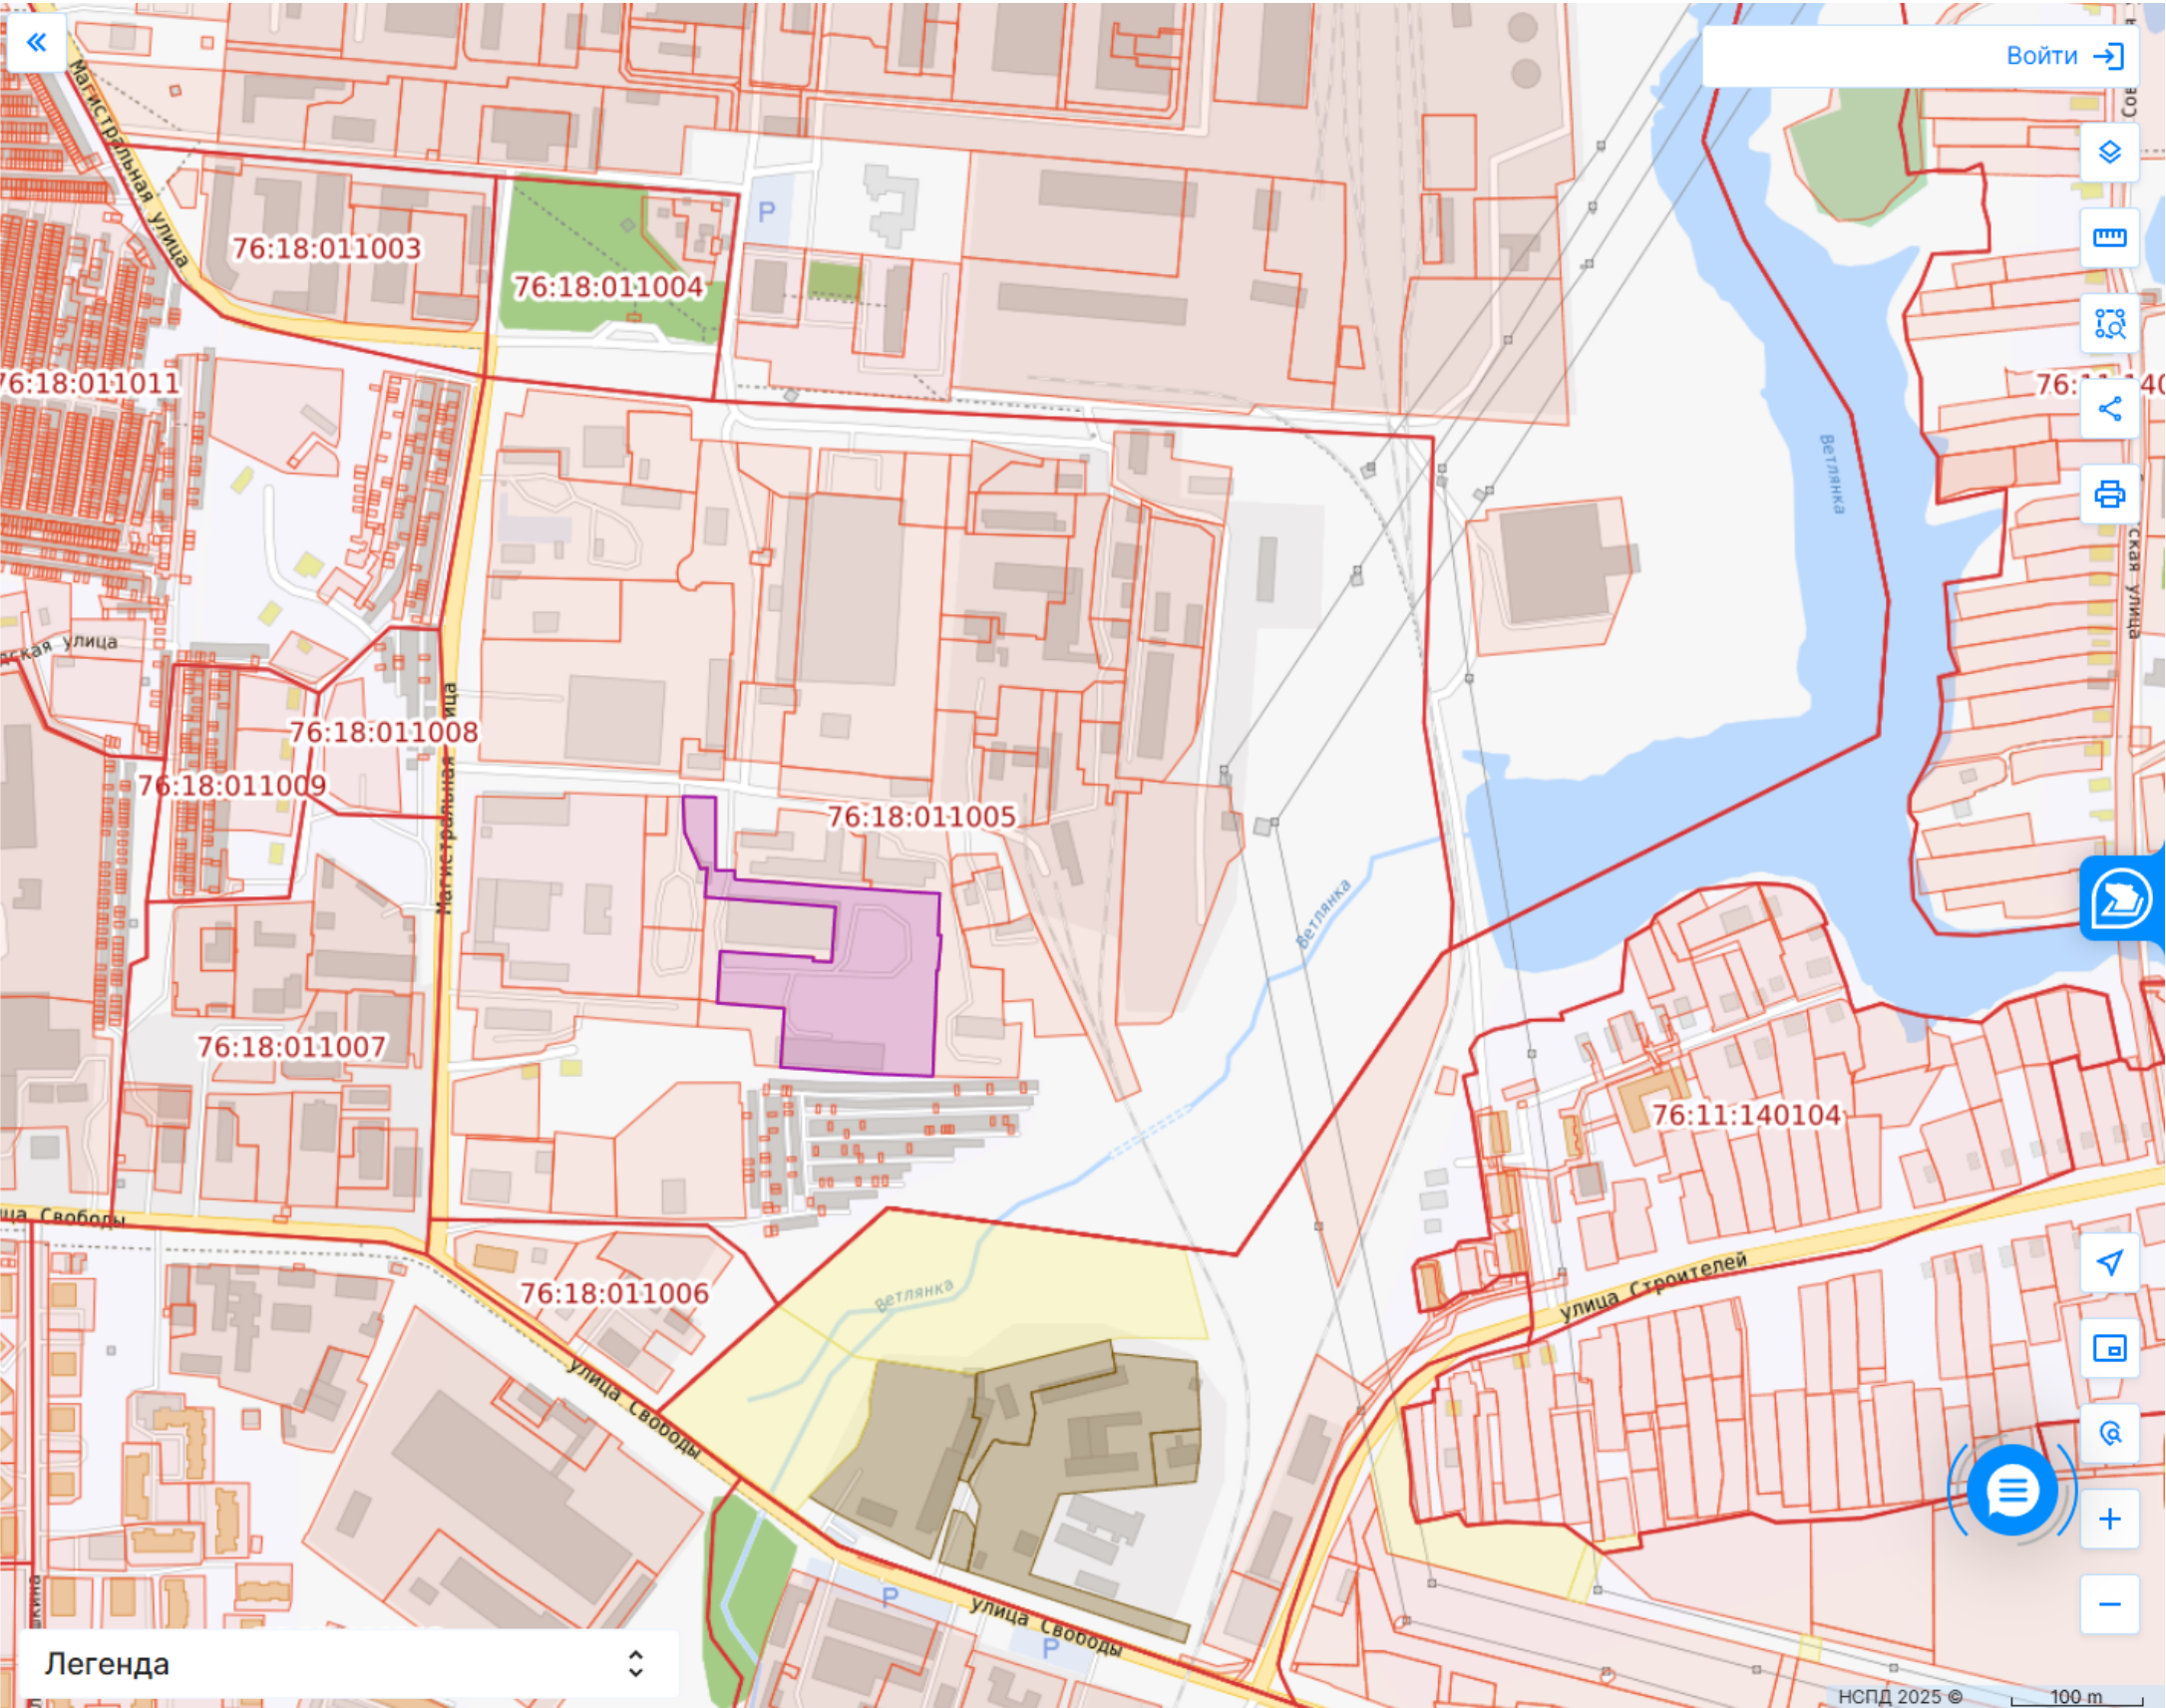 Войти
Магистральная улица
76:18:011003
P
76:18:011004
76:18:011011
Ветлянка
улица
76:18:011008
76:18:011009
Магистральная
76:18:011005
Ветлянка
76:18:011007
76:11:140104
Свободы
76:18:011006
Ветлянка
улица Строителей
улица Свободы
P
улица Свободы
P
Легенда
НСПД 2025 ©
100 m